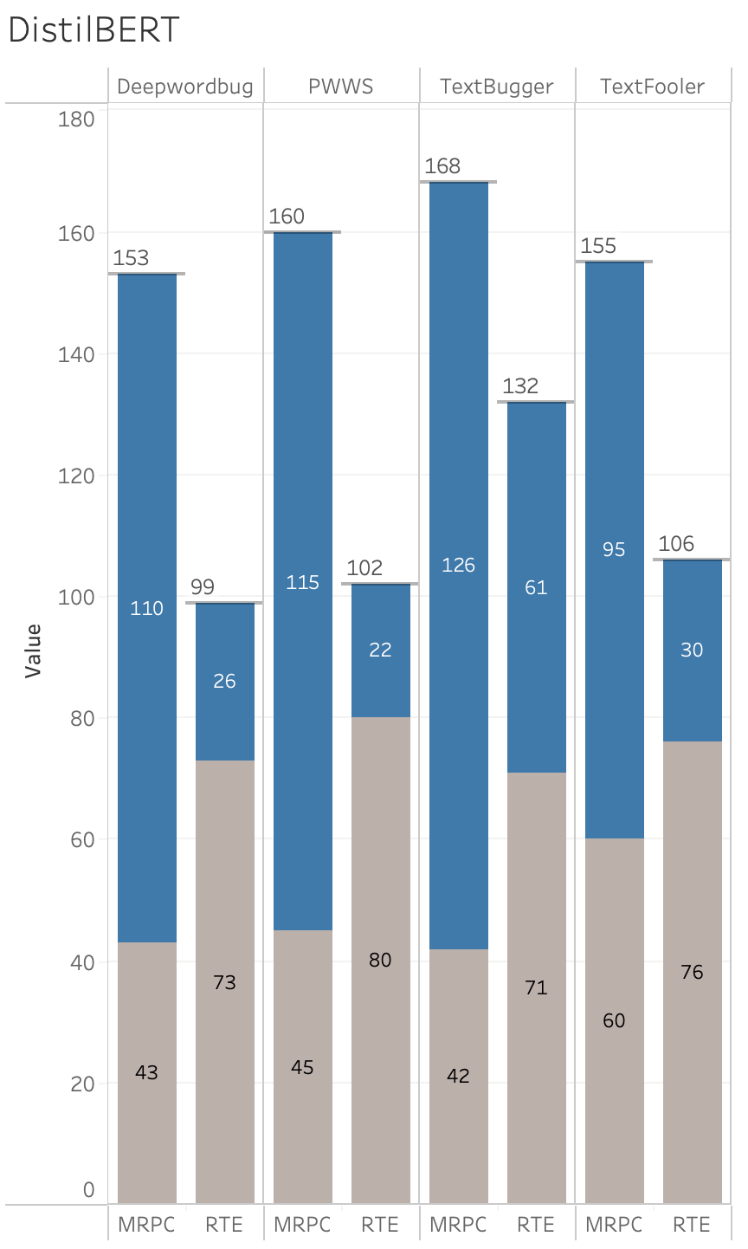 DistilBERT
Deepwordbug PWWS TextBugger TextFooler
180
168
160
160
155
153
140
132
120
106
102
99
100
110 115 126 61 95
26 22 30
80
60
Value
73 80 71 76
40
43 45 42 60
20
0
MRPC RTE MRPC RTE MRPC RTE MRPC RTE